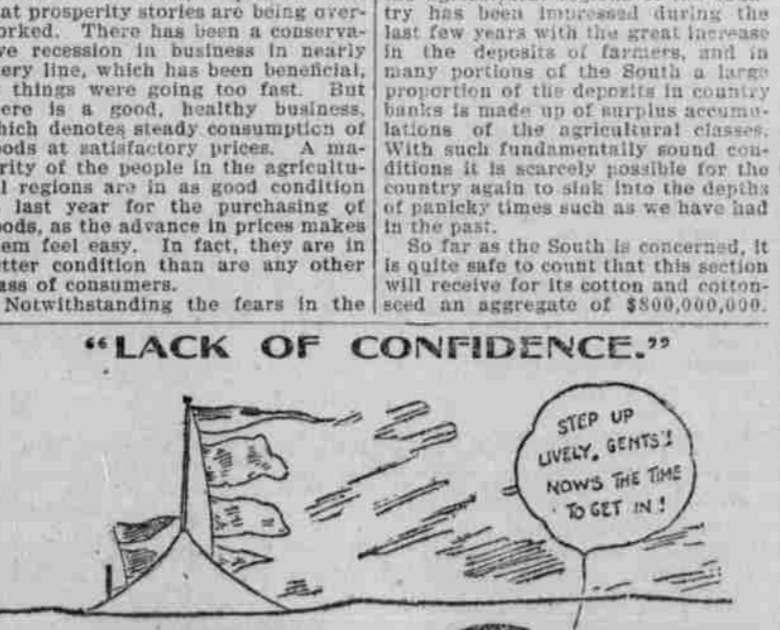 at prosperity stories are being over-
orked. There has been a conserva-
ve recession in business in nearly
ery line, which has been beneficial,
things were going too fast. But
ere is a good, healthy business,
hich denotes steady consumption of
oods at satisfactory prices. A ma-
rity of the people in the agricultu-
l regions are in as good condition
last year for the purchasing of
oods, as the advance in prices makes
em feel easy. In fact, they are in
tter condition than are any other
ass of consumers.
Notwithstanding the fears in the
try has been impressed during the
last few years with the great increase
in the deposits of farmers, and in
many portions of the South a large
proportion of the deposits in country
banks is made up of surplus accumu-
lations of the agricultural classes.
With such fundamentally sound con-
ditions it is scarcely possible for the
country again to sink into the depths
of panicky times such as we have had
in the past.
So far as the South is concerned, it
is quite safe to count that this section
will receive for its cotton and cotton-
seed an aggregate of $800,000,000.
"LACK OF CONFIDENCE."
STEP UP
LIVELY, GENTS!
NOWS THE TIME
TO GET IN!